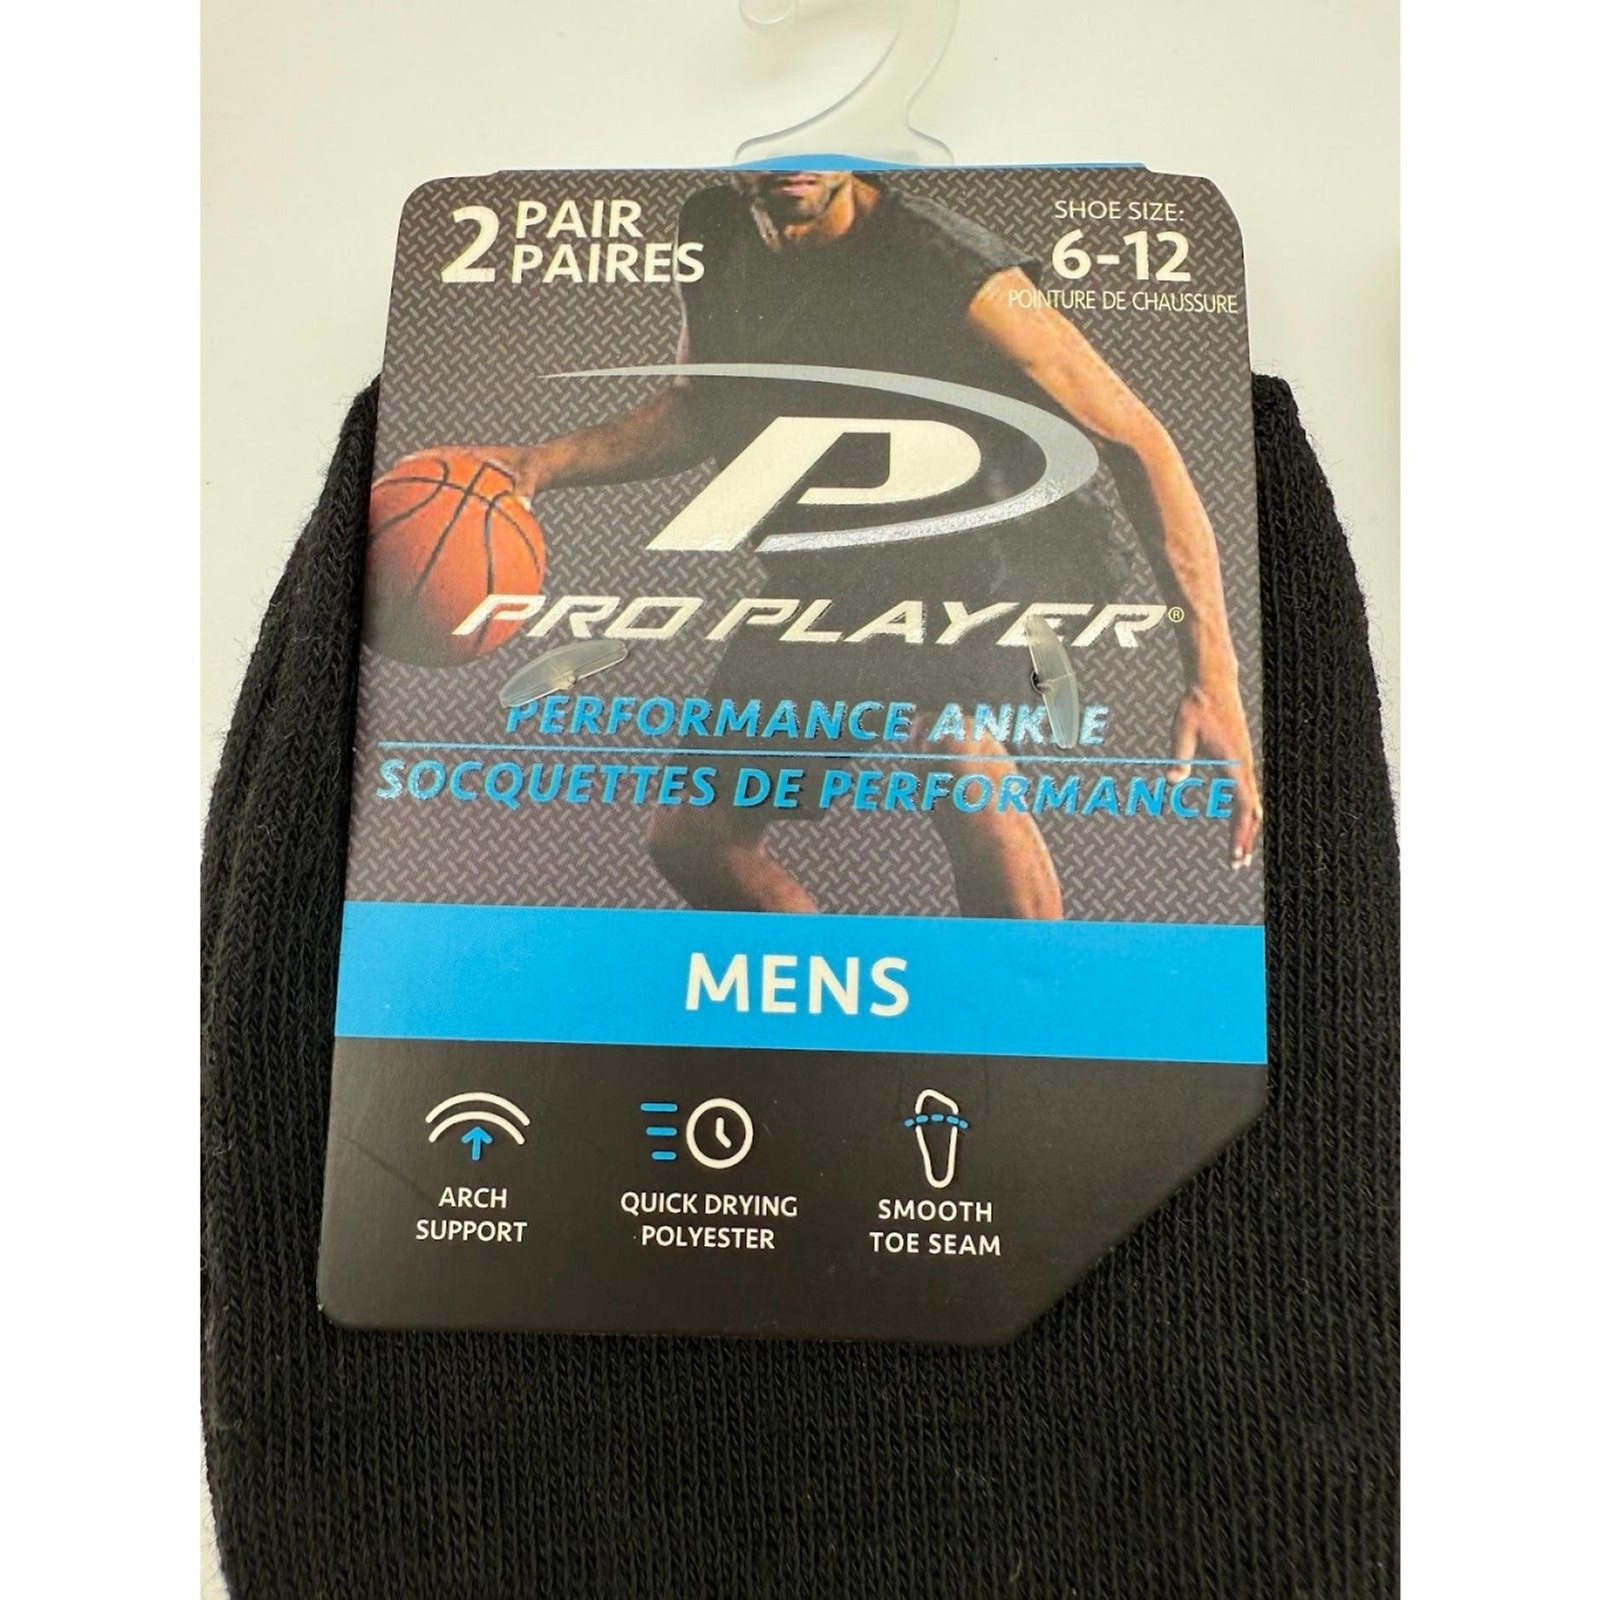 2 PAIR
PAIRES
SHOE SIZE:
6-12
POINTURE DE CHAUSSURE
P
PRO PLAYER®
PERFORMANCE ANKLE
SOCQUETTES DE PERFORMANCE
MENS
ARCH
SUPPORT
QUICK DRYING
POLYESTER
SMOOTH
TOE SEAM